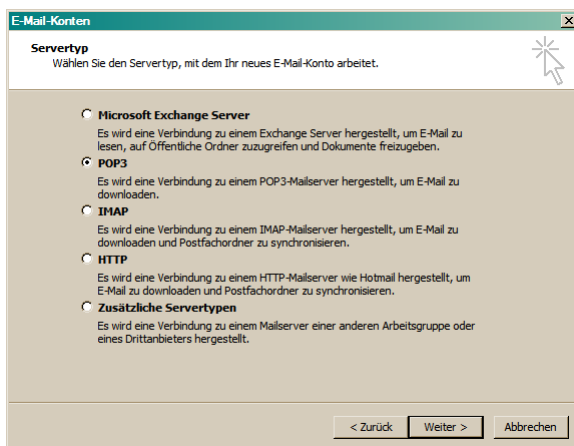 E-Mail-Konten
Servertyp
Wählen Sie den Servertyp, mit dem Ihr neues E-Mail-Konto arbeitet.
Microsoft Exchange Server
Es wird eine Verbindung zu einem Exchange Server hergestellt, um E-Mail zu
lesen, auf Öffentliche Ordner zuzugreifen und Dokumente freizugeben.
POP3
Es wird eine Verbindung zu einem POP3-Mailserver hergestellt, um E-Mail zu
downloaden.
IMAP
Es wird eine Verbindung zu einem IMAP-Mailserver hergestellt, um E-Mail zu
downloaden und Postfachordner zu synchronisieren.
HTTP
Es wird eine Verbindung zu einem HTTP-Mailserver wie Hotmail hergestellt, um
E-Mail zu downloaden und Postfachordner zu synchronisieren.
Zusätzliche Servertypen
Es wird eine Verbindung zu einem Mailserver einer anderen Arbeitsgruppe oder
eines Drittanbieters hergestellt.
< Zurück Weiter > Abbrechen